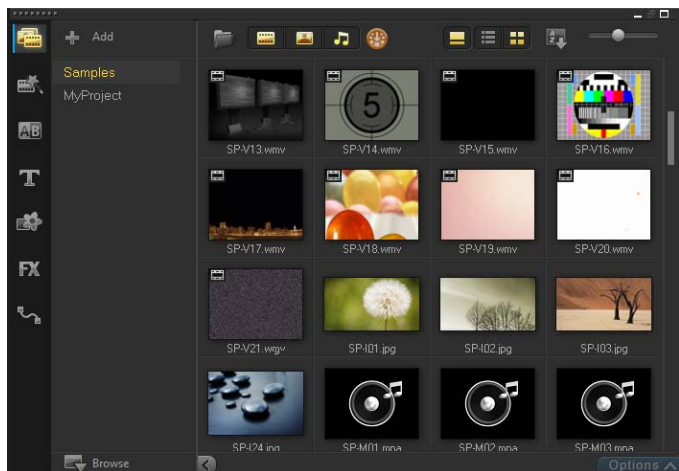 Add
Samples
MyProject
AB
T
FX
A
Z
5
SP-V13.wmv
SP-V14.wmv
SP-V15.wmv
SP-V16.wmv
SP-V17.wmv
SP-V18.wmv
SP-V19.wmv
SP-V20.wmv
SP-V21.wmv
SP-I01.jpg
SP-I02.jpg
SP-I03.jpg
SP-I24.jpg
SP-M01.mpa
SP-M02.mpa
SP-M03.mpa
Browse
Options